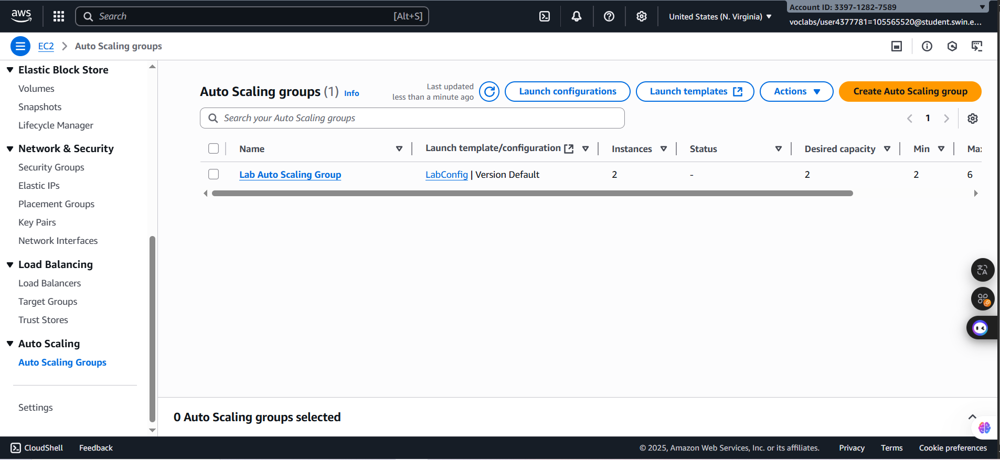 aws
Search [Alt+S]
United States (N. Virginia)
Account ID: 3397-1282-7589
voclabs/user4377781=105565520@student.swin.e...
EC2 > Auto Scaling groups
Elastic Block Store
Volumes
Snapshots
Lifecycle Manager
Network & Security
Security Groups
Elastic IPs
Placement Groups
Key Pairs
Network Interfaces
Load Balancing
Load Balancers
Target Groups
Trust Stores
Auto Scaling
Auto Scaling Groups
Settings
Auto Scaling groups (1) Info
Last updated
less than a minute ago
Launch configurations
Launch templates
Actions
Create Auto Scaling group
Search your Auto Scaling groups
1
Name Launch template/configuration Instances Status Desired capacity Min Max
Lab Auto Scaling Group LabConfig | Version Default 2 - 2 2 6
0 Auto Scaling groups selected
CloudShell Feedback © 2025, Amazon Web Services, Inc. or its affiliates. Privacy Terms Cookie preferences